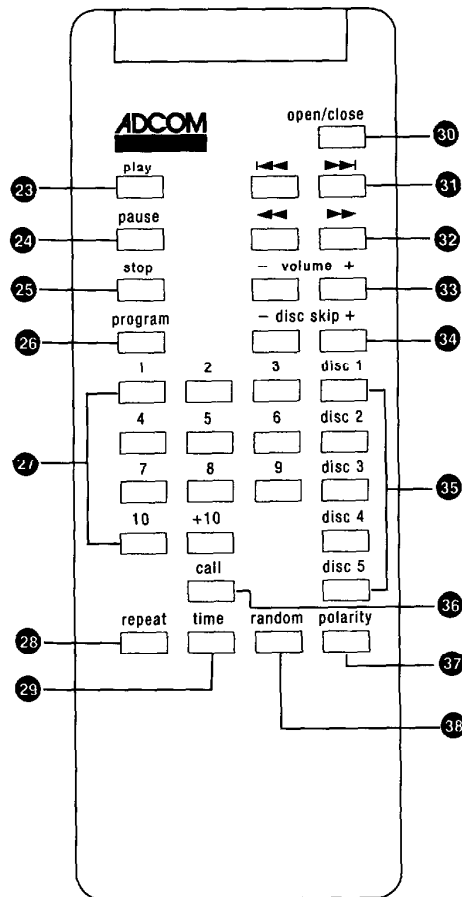 ADCOM
open/close
30
play
23
31
pause
24
32
stop
− volume +
25
33
program
− disc skip +
26
34
1 2 3 disc 1
4 5 6 disc 2
27
7 8 9 disc 3
35
10 +10 disc 4
call disc 5
36
repeat time random polarity
28
37
29
38